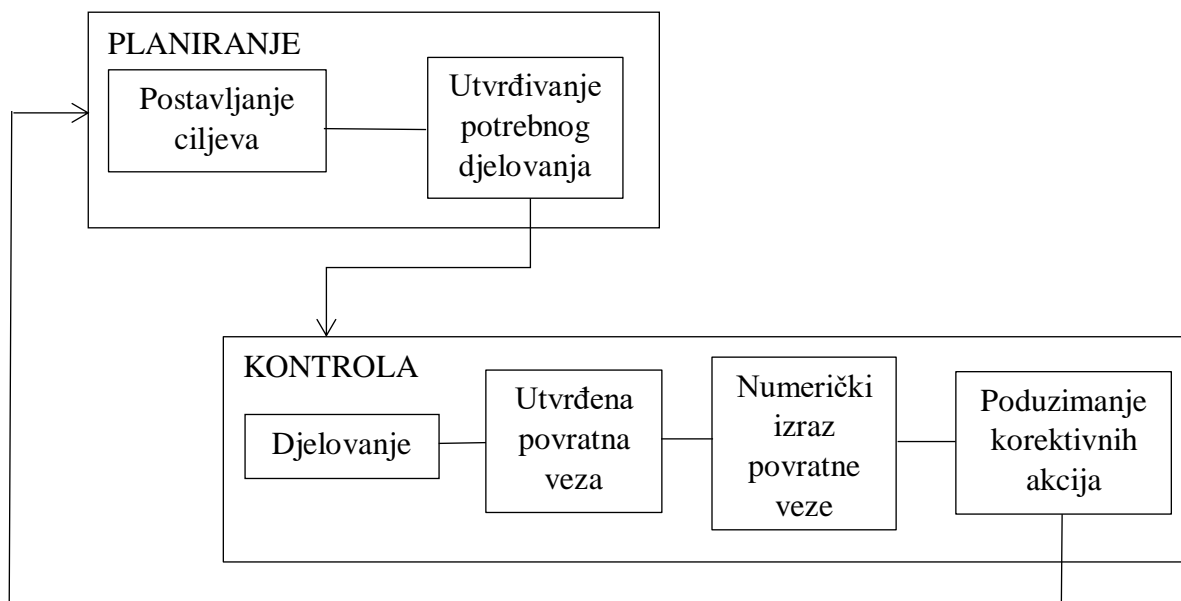 PLANIRANJE
Postavljanje
ciljeva
Utvrđivanje
potrebnog
djelovanja
KONTROLA
Djelovanje
Utvrđena
povratna
veza
Numerički
izraz
povratne
veze
Poduzimanje
korektivnih
akcija